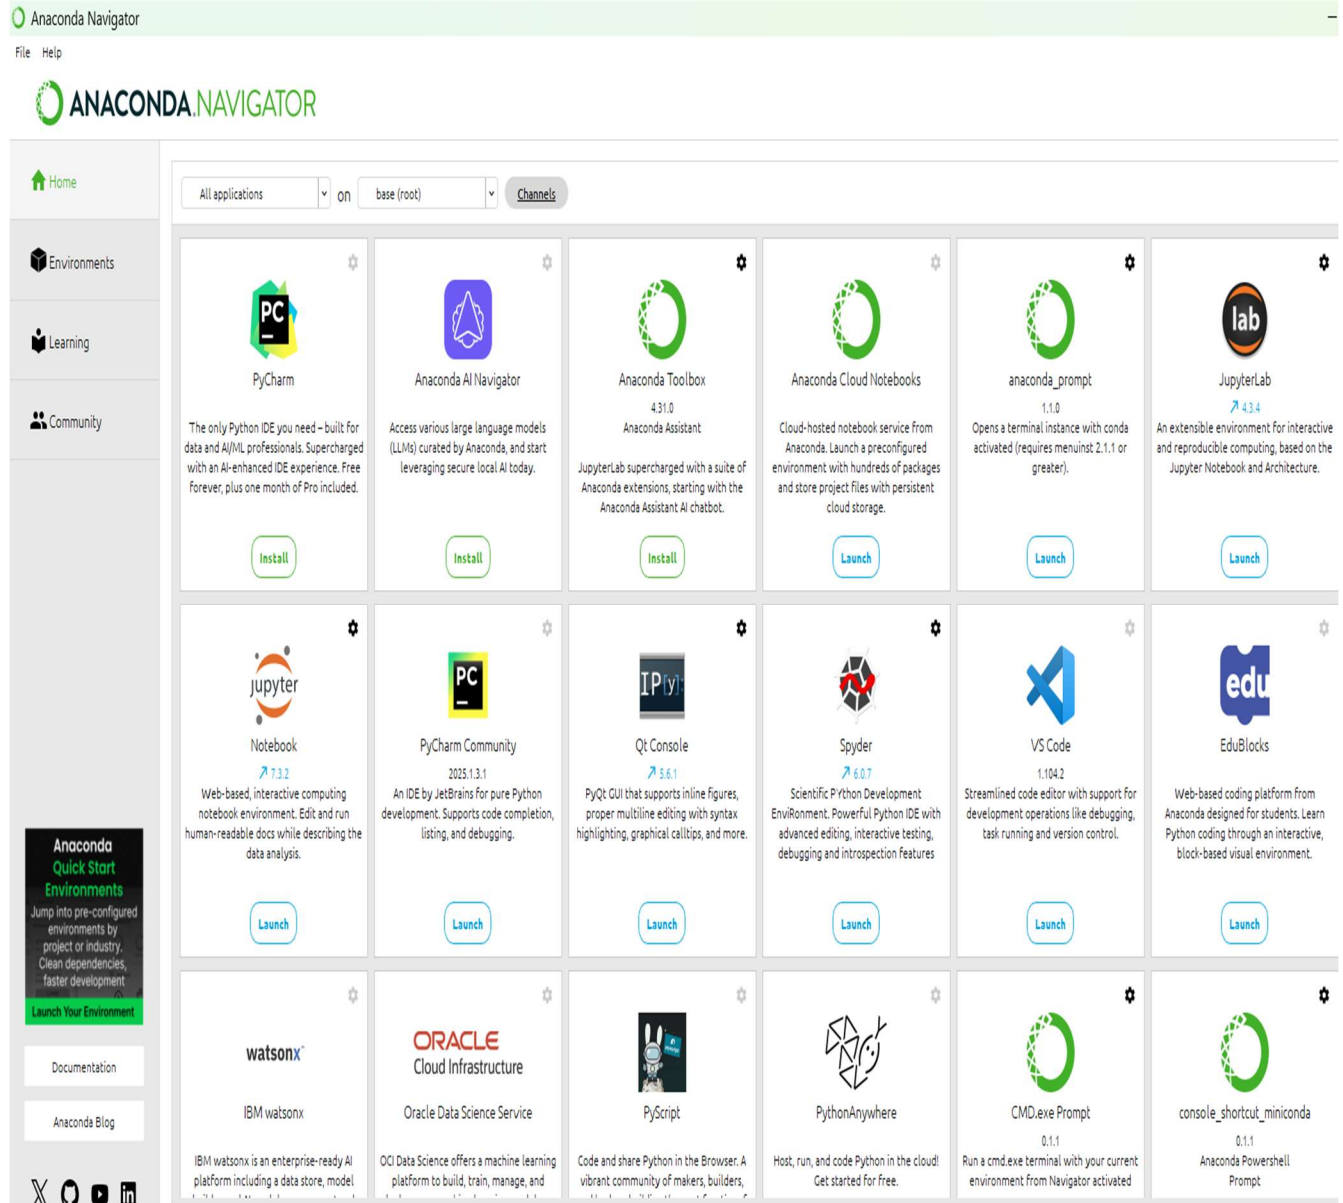 Anaconda Navigator
File Help
ANACONDA.NAVIGATOR
Home
Environments
Learning
Community
All applications on base (root) Channels
PC
PyCharm
The only Python IDE you need – built for
data and AI/ML professionals. Supercharged
with an AI-enhanced IDE experience. Free
forever, plus one month of Pro included.
Install
Anaconda AI Navigator
Access various large language models
(LLMs) curated by Anaconda, and start
leveraging secure local AI today.
Install
Anaconda Toolbox
4.31.0
Anaconda Assistant
JupyterLab supercharged with a suite of
Anaconda extensions, starting with the
Anaconda Assistant AI chatbot.
Install
Anaconda Cloud Notebooks
Cloud-hosted notebook service from
Anaconda. Launch a preconfigured
environment with hundreds of packages
and store project files with persistent
cloud storage.
Launch
anaconda_prompt
1.1.0
Opens a terminal instance with conda
activated (requires menuinst 2.1.1 or
greater).
Launch
lab
JupyterLab
4.3.4
An extensible environment for interactive
and reproducible computing, based on the
Jupyter Notebook and Architecture.
Launch
jupyter
Notebook
7.3.2
Web-based, interactive computing
notebook environment. Edit and run
human-readable docs while describing the
data analysis.
Launch
PC
PyCharm Community
2025.1.3.1
An IDE by JetBrains for pure Python
development. Supports code completion,
listing, and debugging.
Launch
IP[y]:
Qt Console
5.6.1
PyQt GUI that supports inline figures,
proper multiline editing with syntax
highlighting, graphical calltips, and more.
Launch
Spyder
6.0.7
Scientific PYthon Development
EnviRonment. Powerful Python IDE with
advanced editing, interactive testing,
debugging and introspection features
Launch
VS Code
1.104.2
Streamlined code editor with support for
development operations like debugging,
task running and version control.
Launch
edu
EduBlocks
Web-based coding platform from
Anaconda designed for students. Learn
Python coding through an interactive,
block-based visual environment.
Launch
watsonx
IBM watsonx
IBM watsonx is an enterprise-ready AI
platform including a data store, model
ORACLE
Cloud Infrastructure
Oracle Data Science Service
OCI Data Science offers a machine learning
platform to build, train, manage, and
PyScript
Code and share Python in the Browser. A
vibrant community of makers, builders,
PythonAnywhere
Host, run, and code Python in the cloud!
Get started for free.
CMD.exe Prompt
0.1.1
Run a cmd.exe terminal with your current
environment from Navigator activated
console_shortcut_miniconda
0.1.1
Anaconda Powershell
Prompt
Anaconda
Quick Start
Environments
Jump into pre-configured
environments by
project or industry.
Clean dependencies,
faster development
Launch Your Environment
Documentation
Anaconda Blog